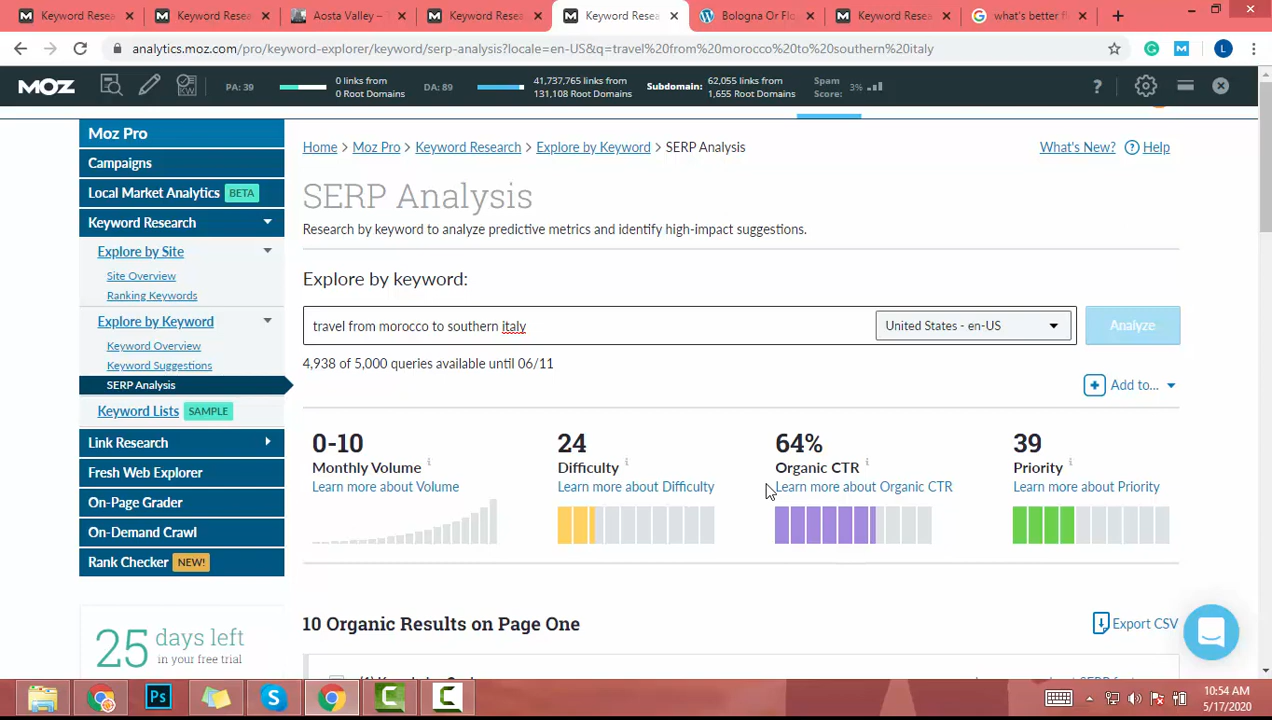 Keyword Resea
Keyword Resea
Aosta Valley – T
Keyword Resea
Keyword Resea
Bologna Or Flo
Keyword Resea
what's better fl
analytics.moz.com/pro/keyword-explorer/keyword/serp-analysis?locale=en-US&q=travel%20from%20morocco%20to%20southern%20italy
L
MOZ
KW
PA: 39
0 links from
0 Root Domains
DA: 89
41,737,765 links from
131,108 Root Domains
Subdomain:
62,055 links from
1,655 Root Domains
Spam
Score:
3%
?
Moz Pro
Campaigns
Local Market Analytics BETA
Keyword Research
Explore by Site
Site Overview
Ranking Keywords
Explore by Keyword
Keyword Overview
Keyword Suggestions
SERP Analysis
Keyword Lists SAMPLE
Link Research
Fresh Web Explorer
On-Page Grader
On-Demand Crawl
Rank Checker NEW!
25 days left
in your free trial
Home > Moz Pro > Keyword Research > Explore by Keyword > SERP Analysis
What's New? ? Help
SERP Analysis
Research by keyword to analyze predictive metrics and identify high-impact suggestions.
Explore by keyword:
travel from morocco to southern italy
United States - en-US
Analyze
4,938 of 5,000 queries available until 06/11
Add to...
0-10
Monthly Volume
Learn more about Volume
24
Difficulty
Learn more about Difficulty
64%
Organic CTR
Learn more about Organic CTR
39
Priority
Learn more about Priority
10 Organic Results on Page One
Export CSV
Ps
S
C
C
10:54 AM
5/17/2020